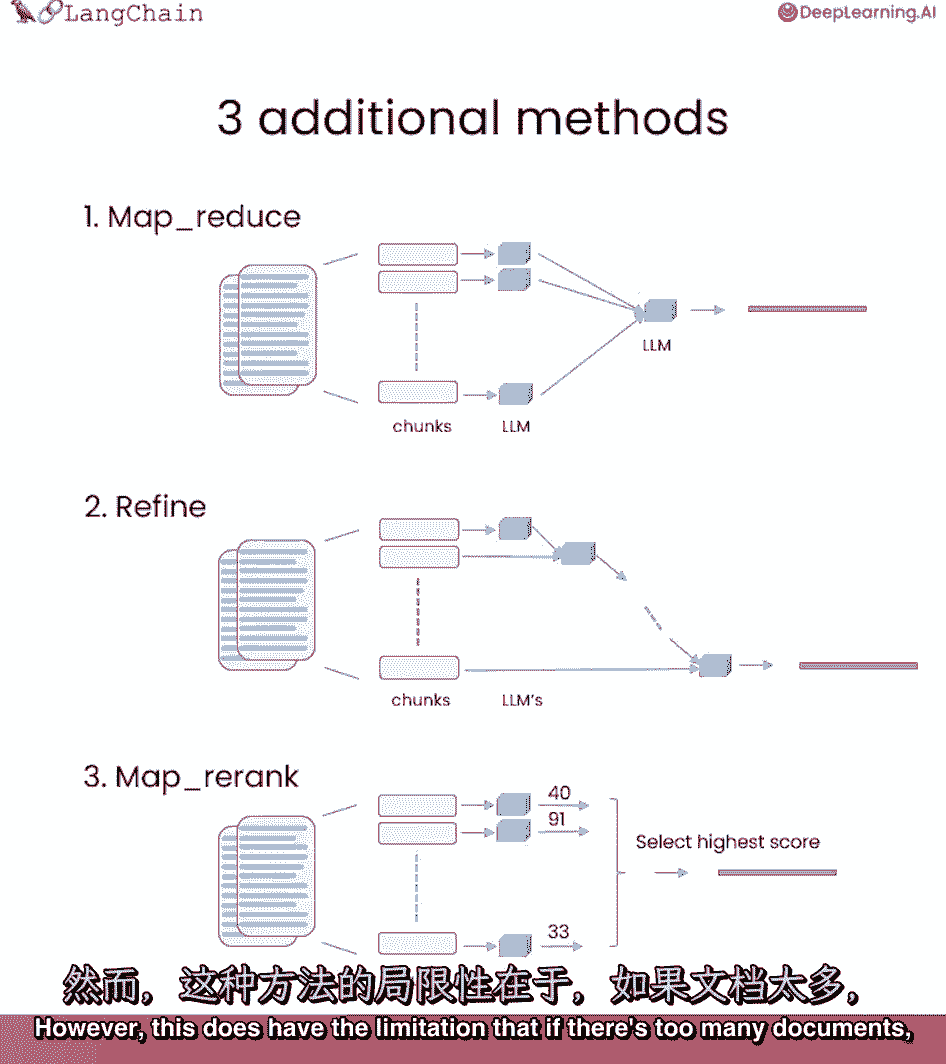 LangChain
DeepLearning.AI
3 additional methods
1. Map_reduce
LLM
chunks
LLM
2. Refine
chunks
LLM's
3. Map_rerank
40
91
Select highest score
33
然而，这种方法的局限性在于，如果文档太多，
However, this does have the limitation that if there's too many documents,